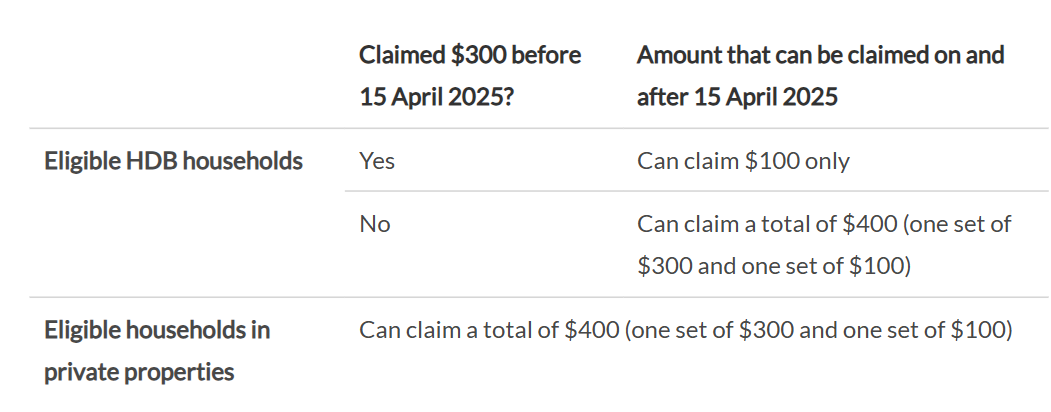 Claimed $300 before
15 April 2025?
Amount that can be claimed on and
after 15 April 2025
Eligible HDB households
Yes
Can claim $100 only
No
Can claim a total of $400 (one set of
$300 and one set of $100)
Eligible households in
private properties
Can claim a total of $400 (one set of $300 and one set of $100)